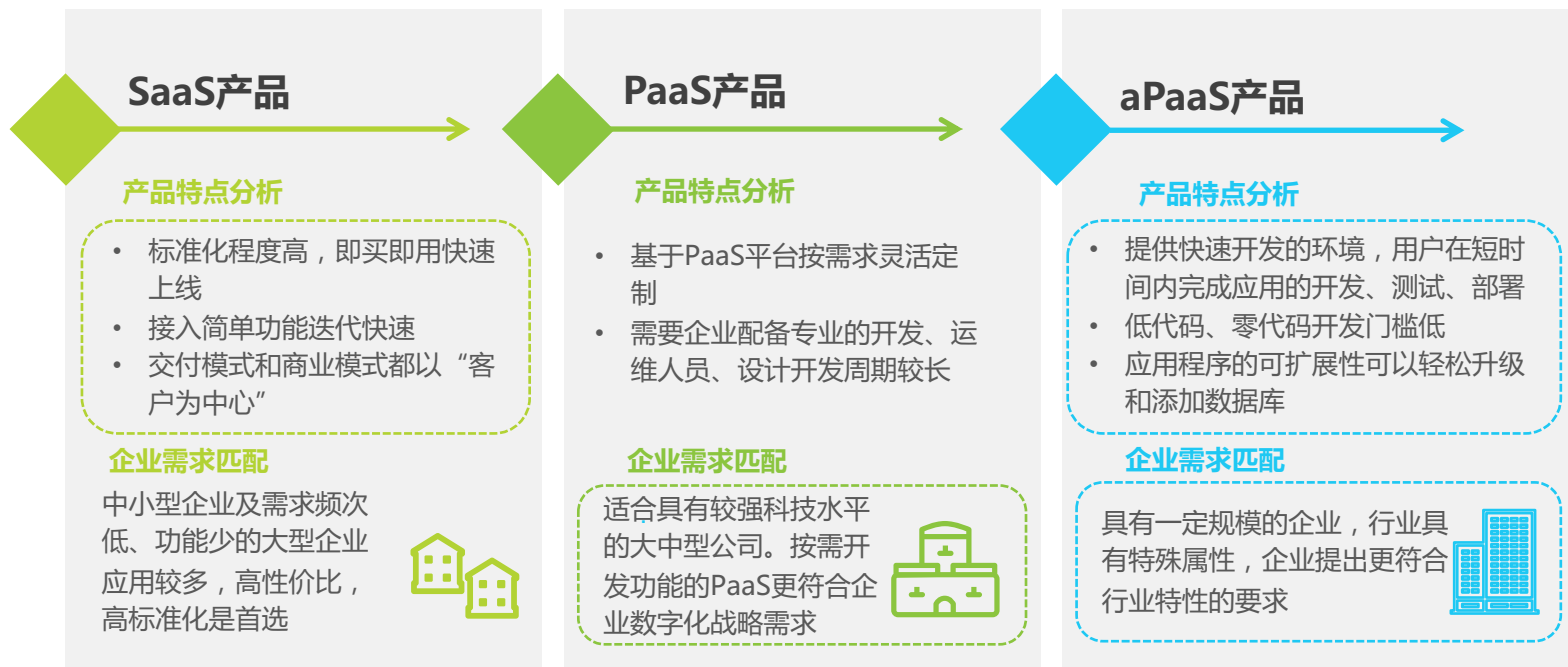 SaaS产品
产品特点分析
• 标准化程度高，即买即用快速
上线
• 接入简单功能迭代快速
• 交付模式和商业模式都以“客
户为中心”
企业需求匹配
中小型企业及需求频次
低、功能少的大型企业
应用较多，高性价比，
高标准化是首选
PaaS产品
产品特点分析
• 基于PaaS平台按需求灵活定
制
• 需要企业配备专业的开发、运
维人员、设计开发周期较长
企业需求匹配
适合具有较强科技水平
的大中型公司。按需开
发功能的PaaS更符合企
业数字化战略需求
aPaaS产品
产品特点分析
• 提供快速开发的环境，用户在短时
间内完成应用的开发、测试、部署
• 低代码、零代码开发门槛低
• 应用程序的可扩展性可以轻松升级
和添加数据库
企业需求匹配
具有一定规模的企业，行业具
有特殊属性，企业提出更符合
行业特性的要求